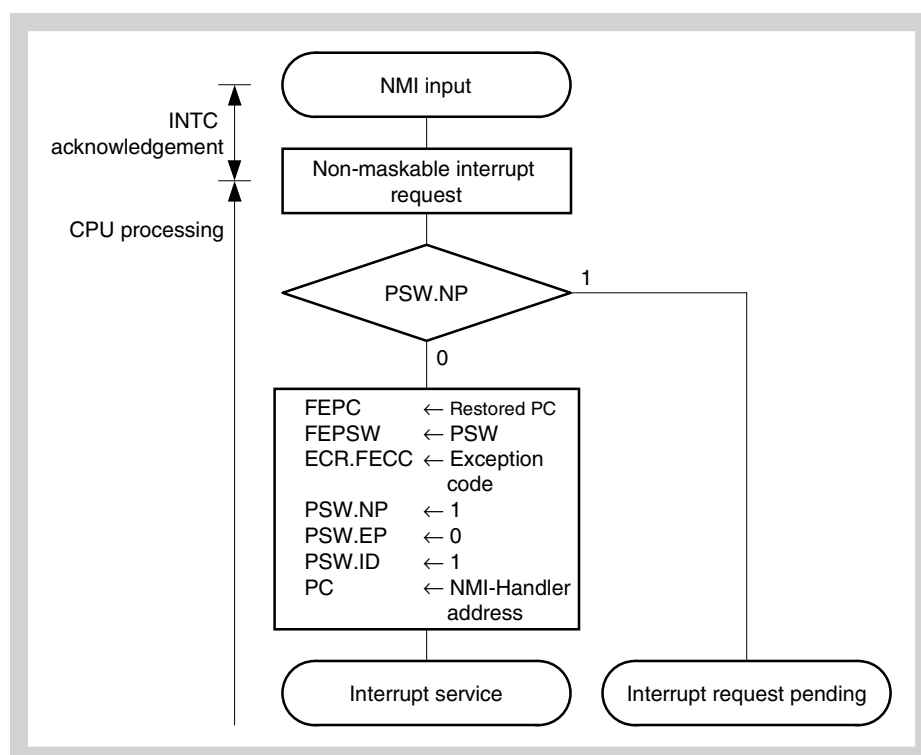 NMI input
INTC
acknowledgement
Non-maskable interrupt
request
CPU processing
PSW.NP
1
0
FEPC ← Restored PC
FEPSW ← PSW
ECR.FECC ← Exception
code
PSW.NP ← 1
PSW.EP ← 0
PSW.ID ← 1
PC ← NMI-Handler
address
Interrupt service
Interrupt request pending